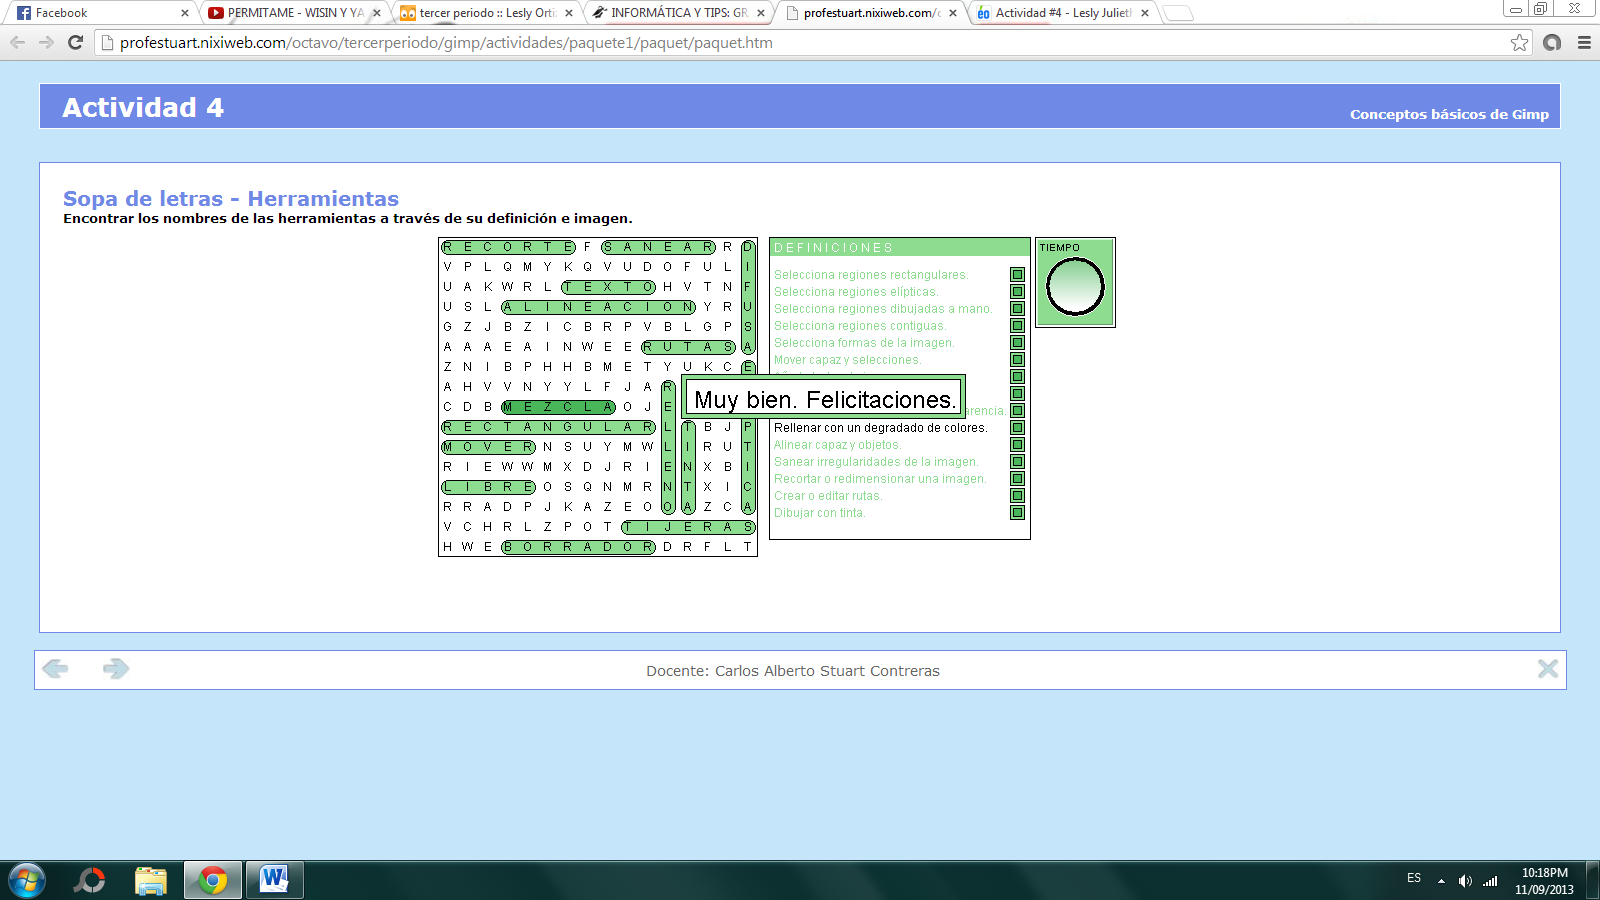 Facebook
PERMITAME - WISIN Y YA
tercer periodo :: Lesly Orti
INFORMÁTICA Y TIPS: GR
profestuart.nixiweb.com/
Actividad #4 - Lesly Julieth
profestuart.nixiweb.com/octavo/tercerperiodo/gimp/actividades/paquete1/paquet/paquet.htm
Actividad 4
Conceptos básicos de Gimp
Sopa de letras - Herramientas
Encontrar los nombres de las herramientas a través de su definición e imagen.
R E C O R T E F S A N E A R R D
V P L Q M Y K Q V U D O F U L I
U A K W R L T E X T O H V T N F
U S L A L I N E A C I O N Y R U
G Z J B Z I C B R P V B L G P S
A A A E A I N W E E R U T A S A
Z N I B P H H B M E T Y U K C E
A H V V N Y Y L F J A R
C D B M E Z C L A O J E
R E C T A N G U L A R L T B J P
M O V E R N S U Y M W L I R U T
R I E W W M X D J R I E N X B I
L I B R E O S Q N M R N T X I C
R R A D P J K A Z E O O A Z C A
V C H R L Z P O T T I J E R A S
H W E B O R R A D O R D R F L T
DEFINICIONES
Selecciona regiones rectangulares.
Selecciona regiones elípticas.
Selecciona regiones dibujadas a mano.
Selecciona regiones contiguas.
Selecciona formas de la imagen.
Mover capaz y selecciones.
arencia.
Rellenar con un degradado de colores.
Alinear capaz y objetos.
Sanear irregularidades de la imagen.
Recortar o redimensionar una imagen.
Crear o editar rutas.
Dibujar con tinta.
TIEMPO
Muy bien. Felicitaciones.
Docente: Carlos Alberto Stuart Contreras
ES
10:18PM
11/09/2013